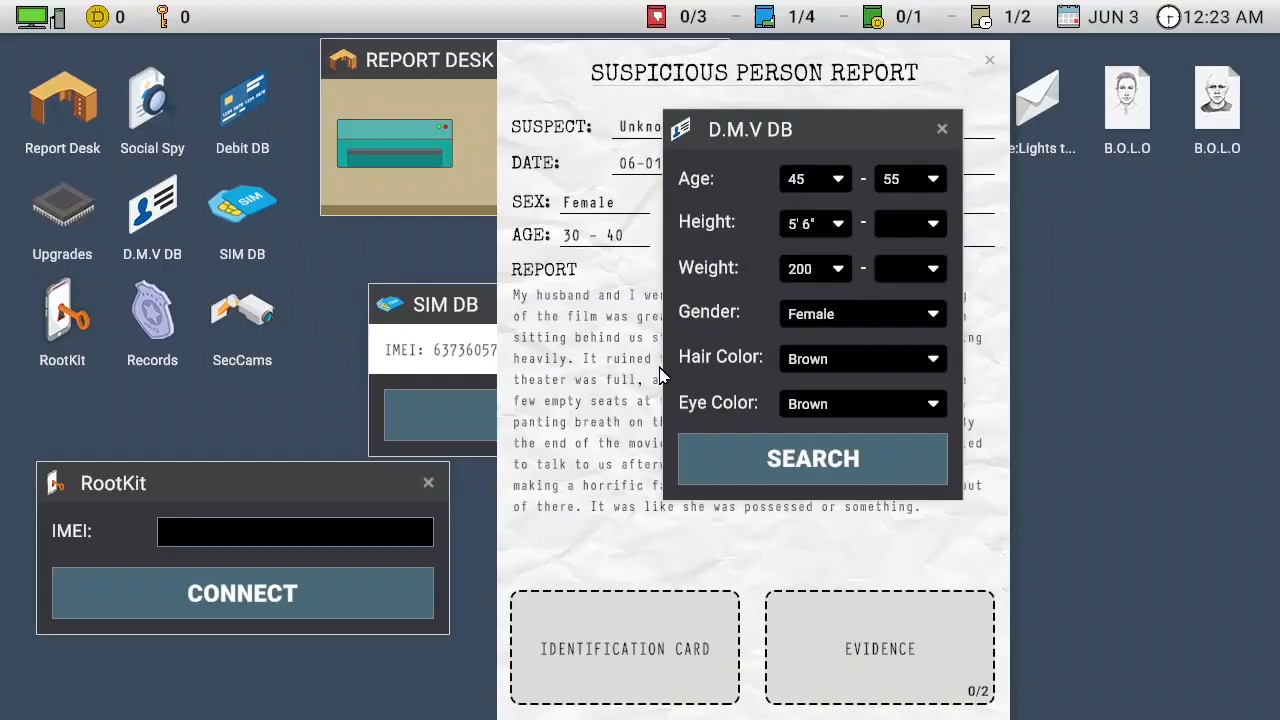 0
0
0/3
1/4
0/1
1/2
JUN 3
12:23 AM
Report Desk
Social Spy
Debit DB
Upgrades
D.M.V DB
SIM DB
RootKit
Records
SecCams
REPORT DESK
SIM DB
IMEI: 63736057
RootKit
IMEI:
CONNECT
SUSPICIOUS PERSON REPORT
SUSPECT:
DATE: 06-01
SEX: Female
AGE: 30 - 40
REPORT
My husband and I
of the film was
sitting behind us
heavily. It ruined
theater was full,
few empty seats at
panting breath on
the end of the
to talk to us
making a horrific
of there. It was like she was possessed or something.
IDENTIFICATION CARD
EVIDENCE
0/2
D.M.V DB
Age: 45 - 55
Height: 5' 6" -
Weight: 200 -
Gender: Female
Hair Color: Brown
Eye Color: Brown
SEARCH
B.O.L.O
B.O.L.O